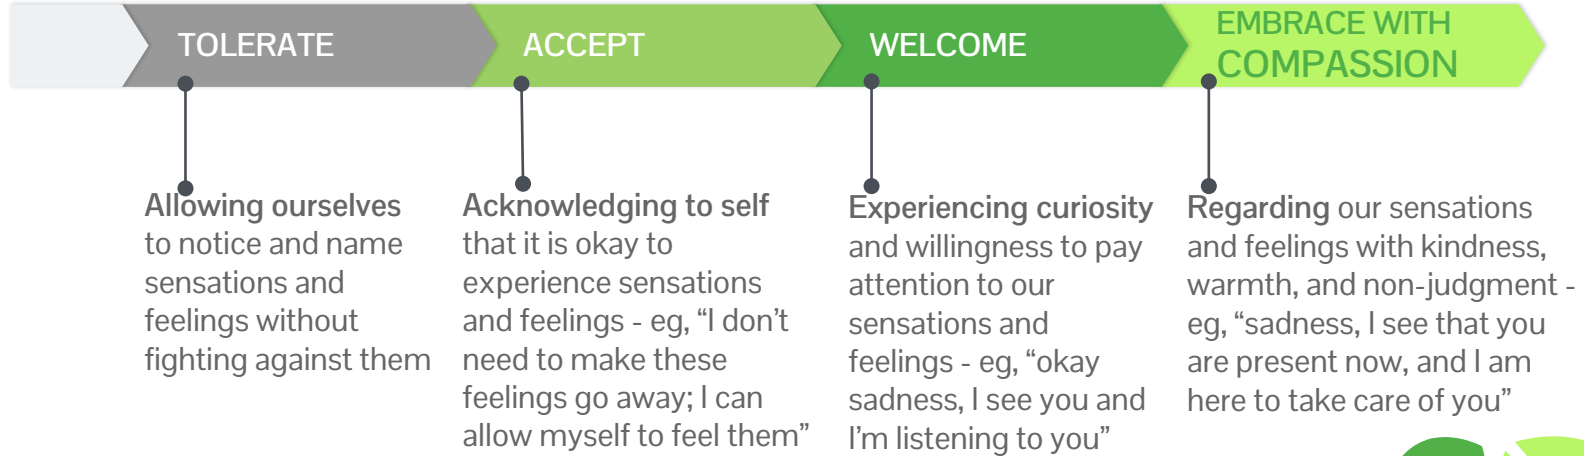 TOLERATE
ACCEPT
WELCOME
EMBRACE WITH
COMPASSION
Allowing ourselves
to notice and name
sensations and
feelings without
fighting against them
Acknowledging to self
that it is okay to
experience sensations
and feelings - eg, “I don’t
need to make these
feelings go away; I can
allow myself to feel them”
Experiencing curiosity
and willingness to pay
attention to our
sensations and
feelings - eg, “okay
sadness, I see you and
I’m listening to you”
Regarding our sensations
and feelings with kindness,
warmth, and non-judgment -
eg, “sadness, I see that you
are present now, and I am
here to take care of you”